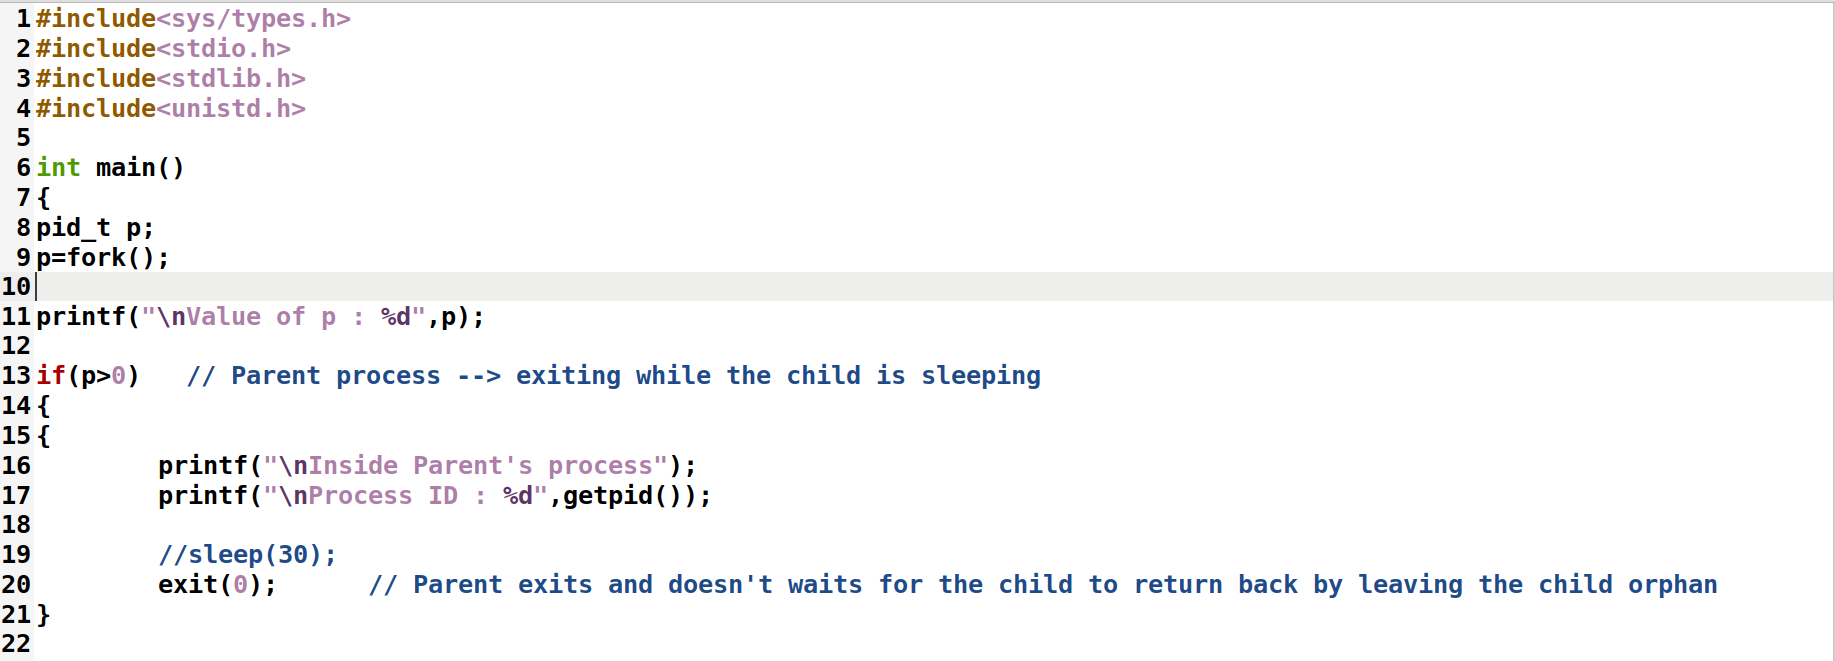 1 #include<sys/types.h>
2 #include<stdio.h>
3 #include<stdlib.h>
4 #include<unistd.h>
5
6 int main()
7 {
8 pid_t p;
9 p=fork();
10
11 printf("\nValue of p : %d",p);
12
13 if(p>0)   // Parent process --> exiting while the child is sleeping
14 {
15 {
16         printf("\nInside Parent's process");
17         printf("\nProcess ID : %d",getpid());
18
19         //sleep(30);
20         exit(0);      // Parent exits and doesn't waits for the child to return back by leaving the child orphan
21 }
22